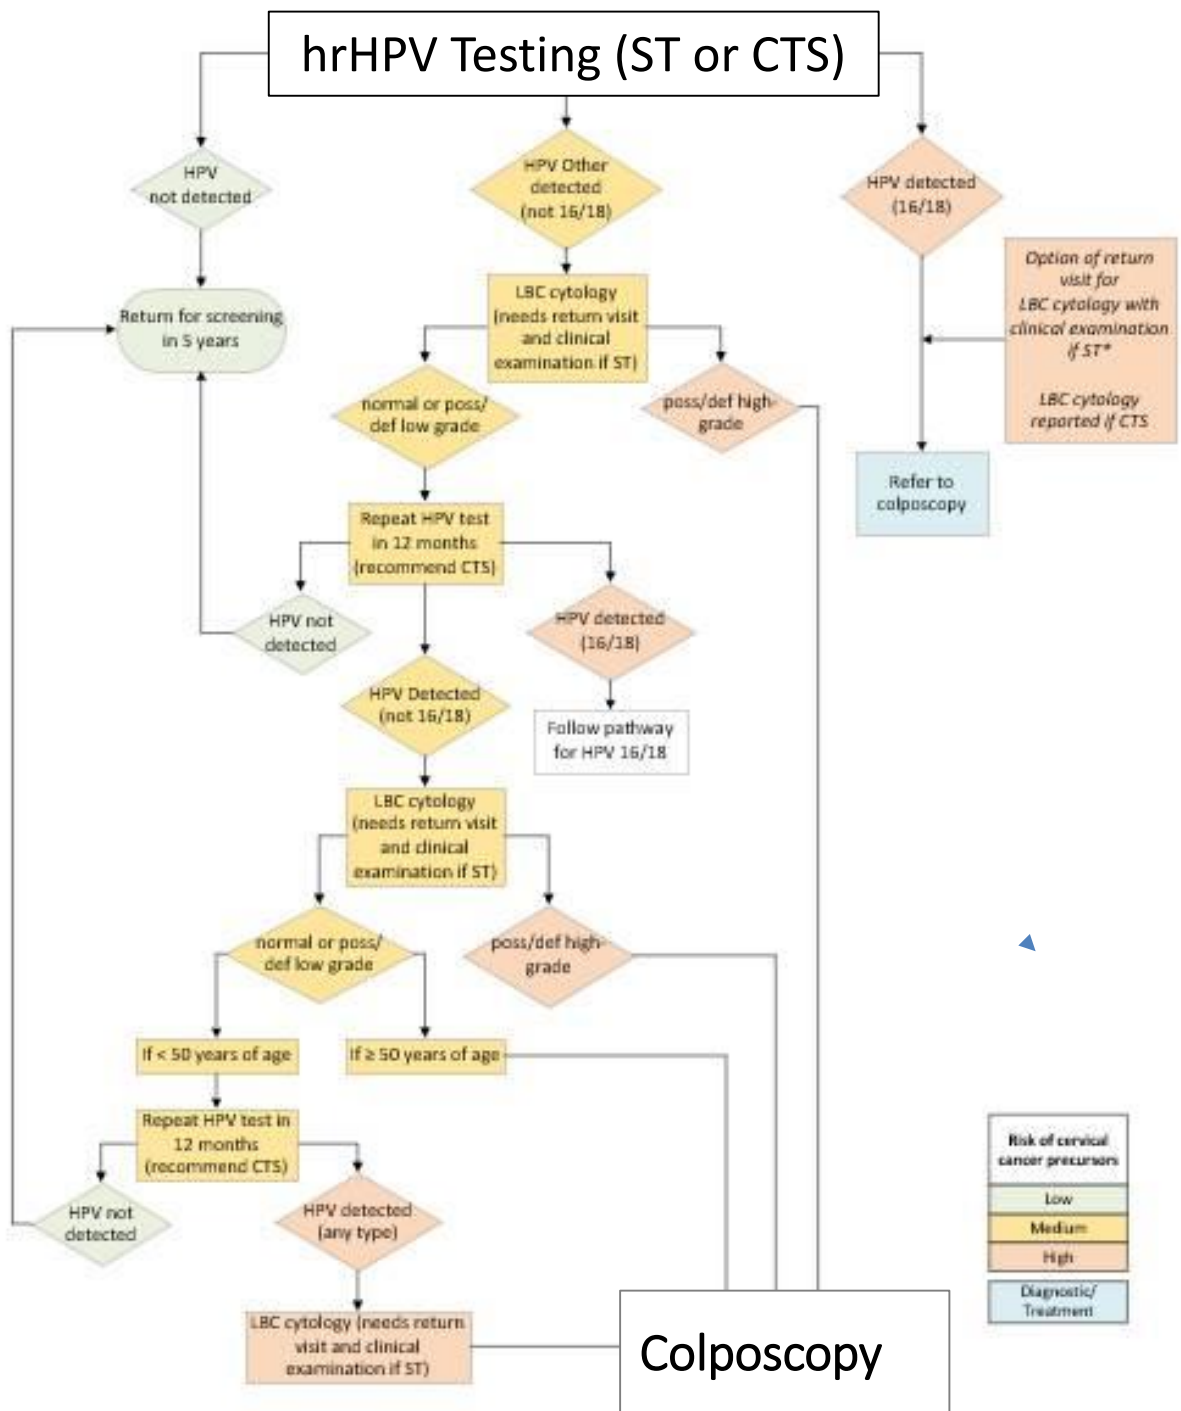 hrHPV Testing (ST or CTS)
HPV
not detected
HPV Other
detected
(not 16/18)
HPV detected
(16/18)
Return for screening
in 5 years
LBC cytology
(needs return visit
and clinical
examination if ST)
Option of return
visit for
LBC cytology with
clinical examination
if ST*
LBC cytology
reported if CTS
normal or poss/
def low grade
poss/def high-
grade
Refer to
colposcopy
Repeat HPV test
in 12 months
(recommend CTS)
HPV not
detected
HPV detected
(16/18)
HPV Detected
(not 16/18)
Follow pathway
for HPV 16/18
LBC cytology
(needs return visit
and clinical
examination if ST)
normal or poss/
def low grade
poss/def high-
grade
If < 50 years of age
If ≥ 50 years of age
Repeat HPV test in
12 months
(recommend CTS)
HPV not
detected
HPV detected
(any type)
LBC cytology (needs return
visit and clinical
examination if ST)
Colposcopy
Risk of cervical
cancer precursors
Low
Medium
High
Diagnostic/
Treatment